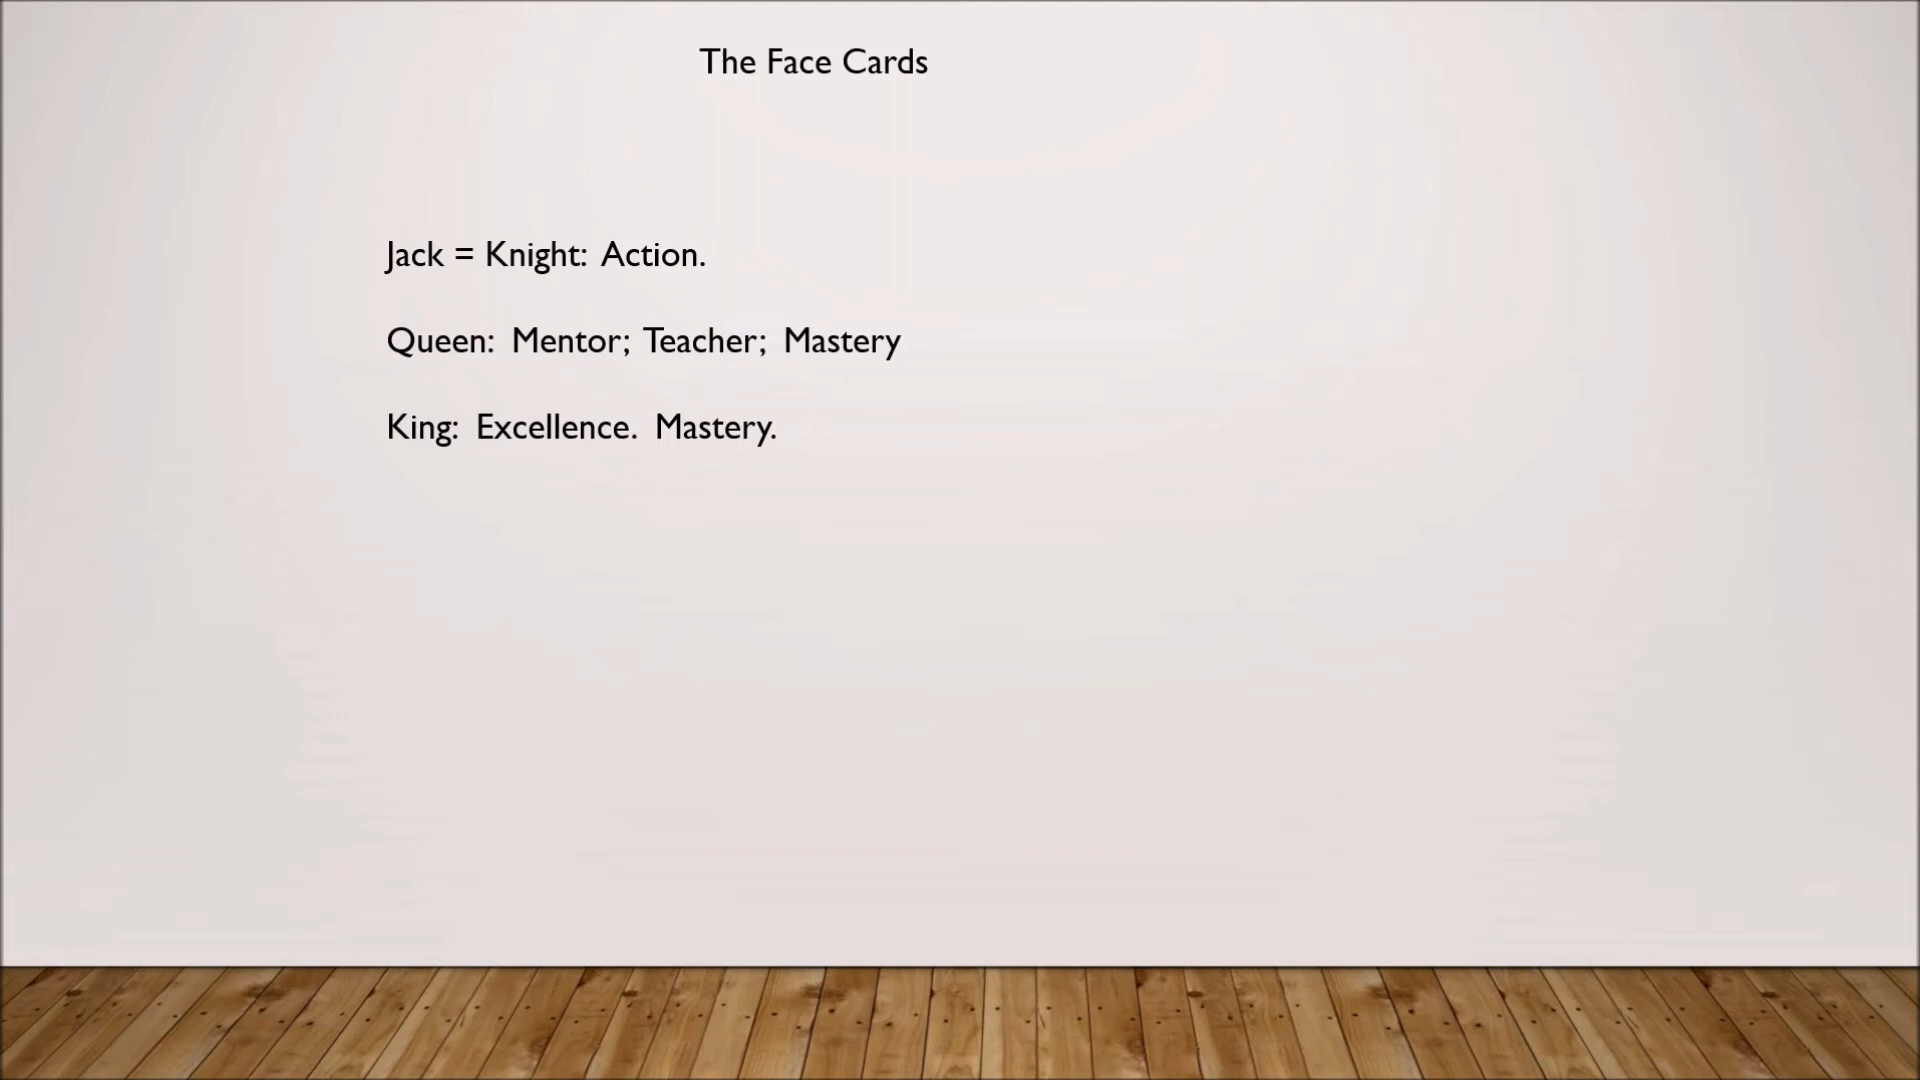 The Face Cards
Jack = Knight: Action.
Queen: Mentor; Teacher; Mastery
King: Excellence. Mastery.